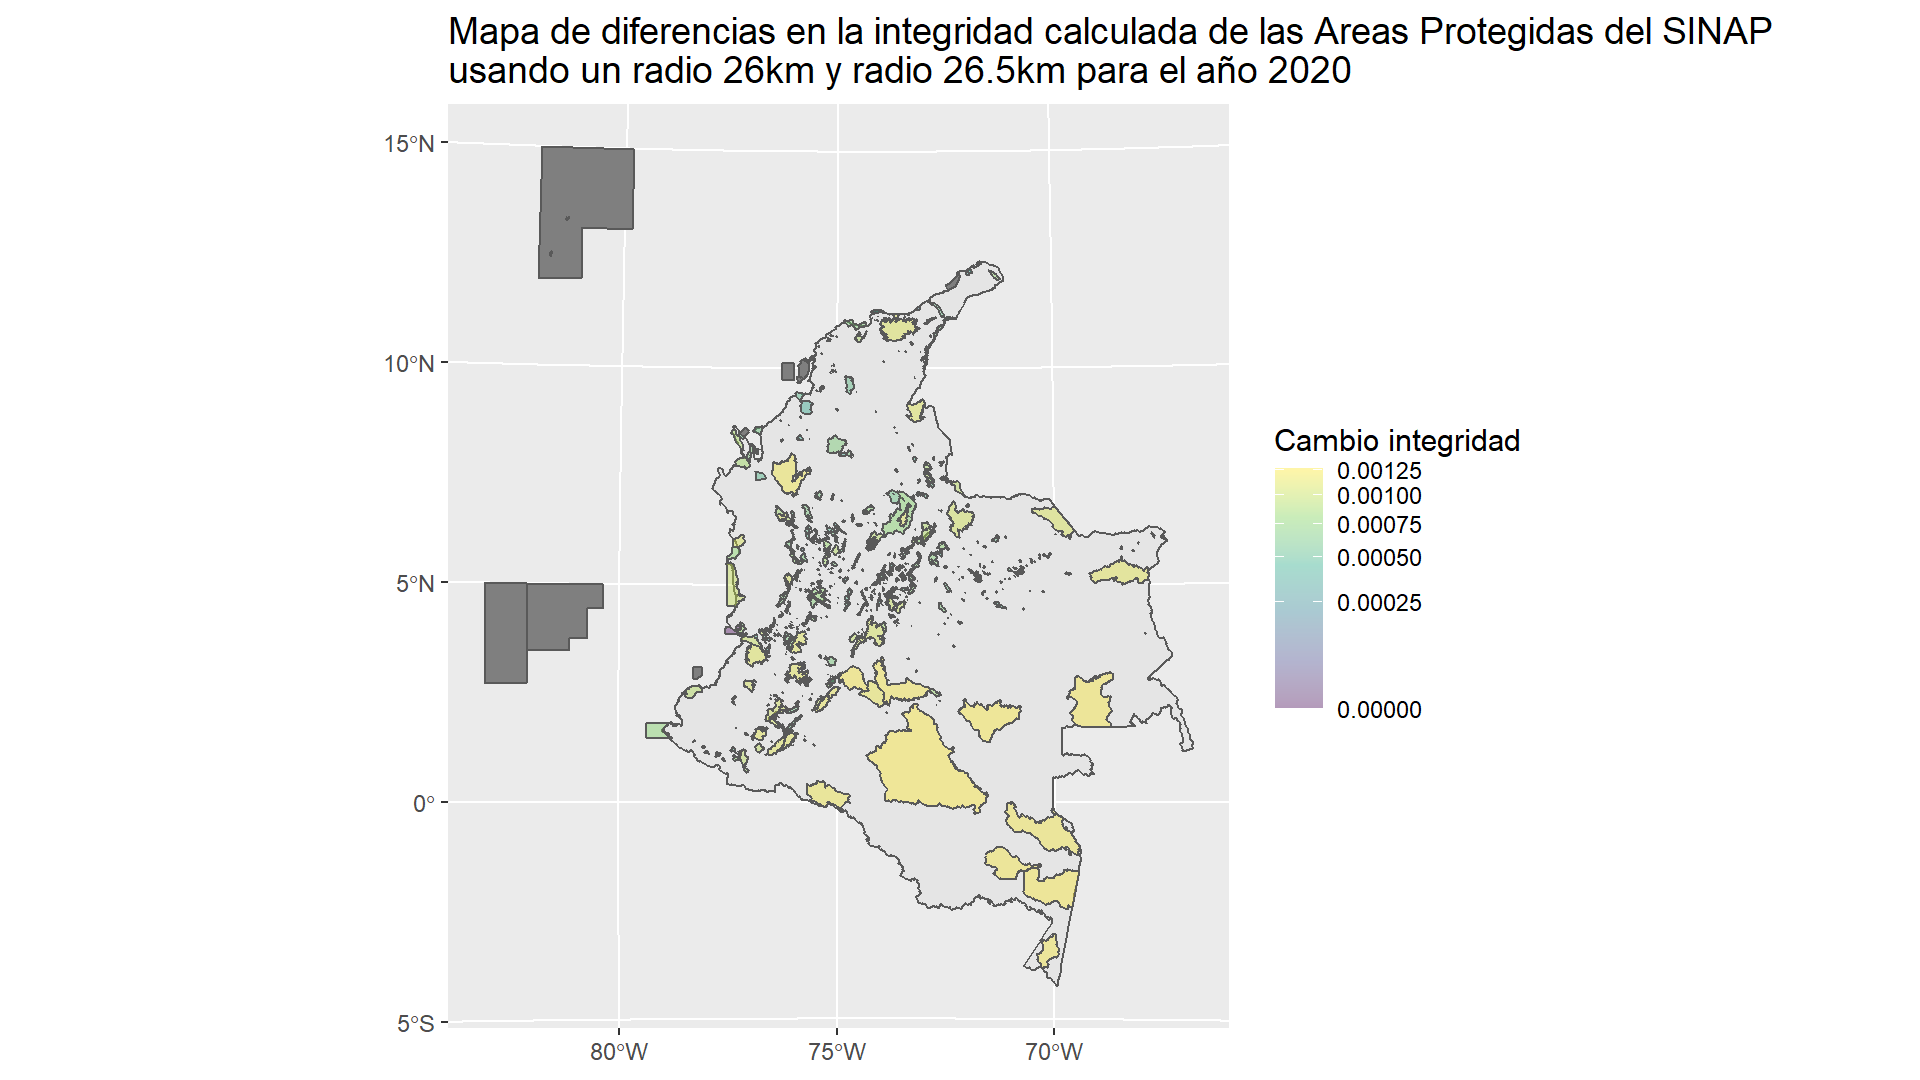 Mapa de diferencias en la integridad calculada de las Areas Protegidas del SINAP
usando un radio 26km y radio 26.5km para el año 2020
15°N
10°N
5°N
0°
5°S
80°W
75°W
70°W
Cambio integridad
0.00125
0.00100
0.00075
0.00050
0.00025
0.00000